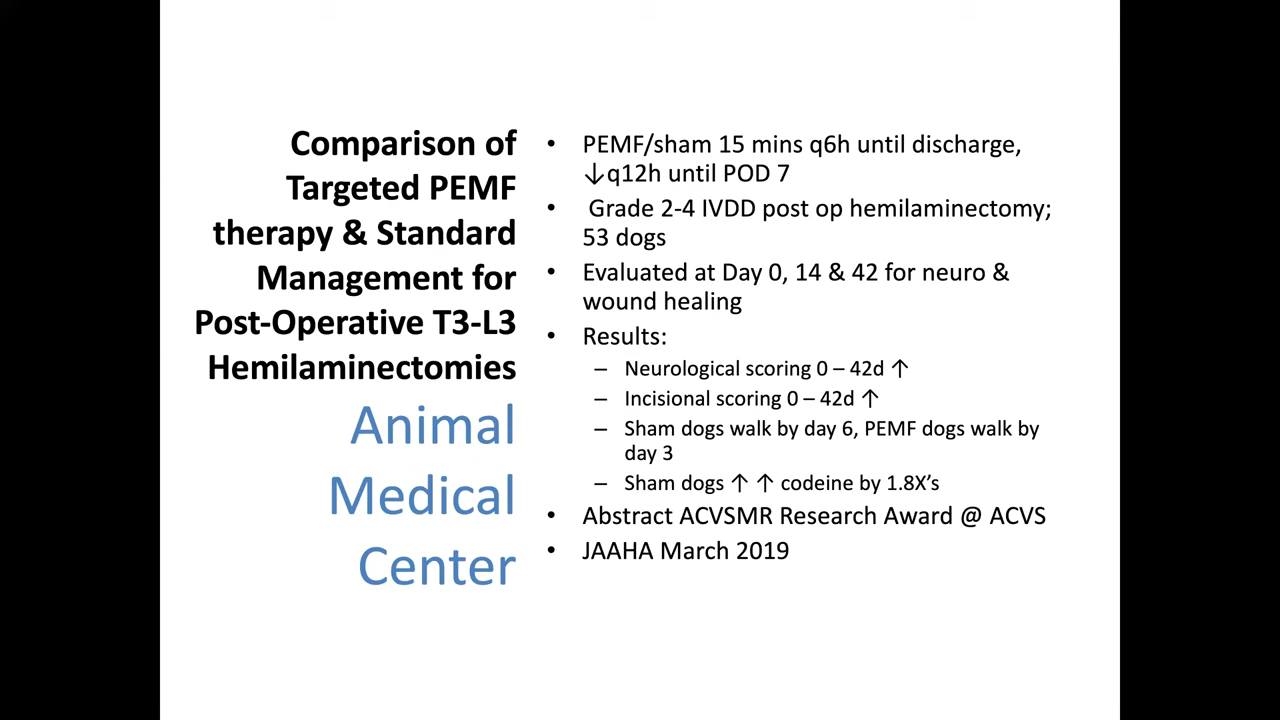 Comparison of
Targeted PEMF
therapy & Standard
Management for
Post-Operative T3-L3
Hemilaminectomies
Animal
Medical
Center
• PEMF/sham 15 mins q6h until discharge,
↓q12h until POD 7
• Grade 2-4 IVDD post op hemilaminectomy;
53 dogs
• Evaluated at Day 0, 14 & 42 for neuro &
wound healing
• Results:
– Neurological scoring 0 – 42d ↑
– Incisional scoring 0 – 42d ↑
– Sham dogs walk by day 6, PEMF dogs walk by
day 3
– Sham dogs ↑ ↑ codeine by 1.8X’s
• Abstract ACVSMR Research Award @ ACVS
• JAAHA March 2019